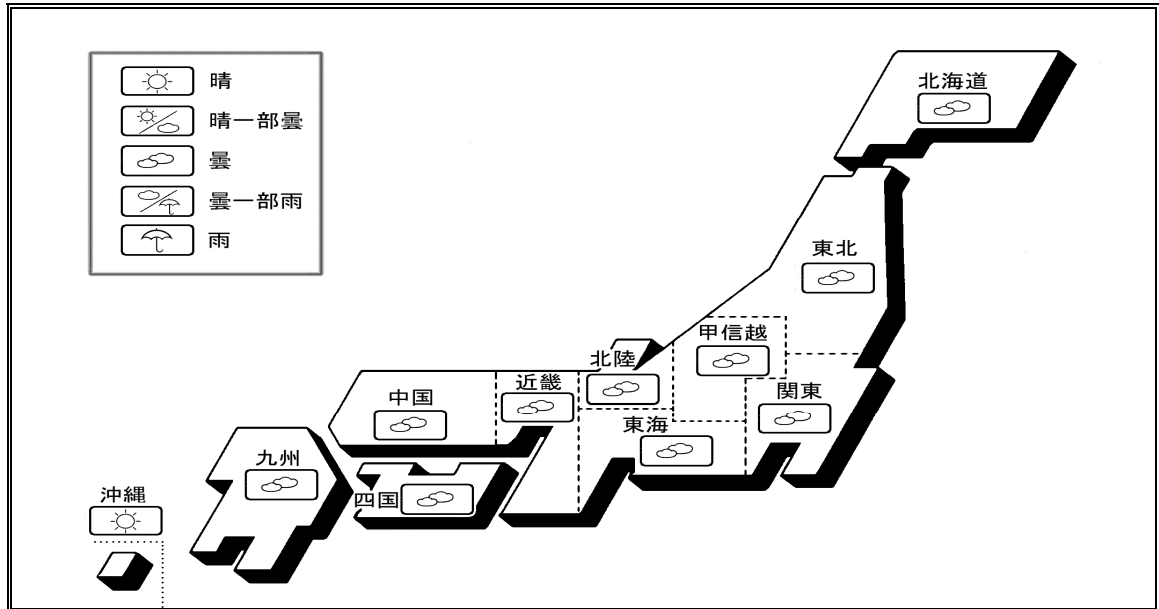 晴
晴一部曇
曇
曇一部雨
雨
北海道
東北
甲信越
北陸
近畿
中国
関東
東海
九州
四国
沖縄